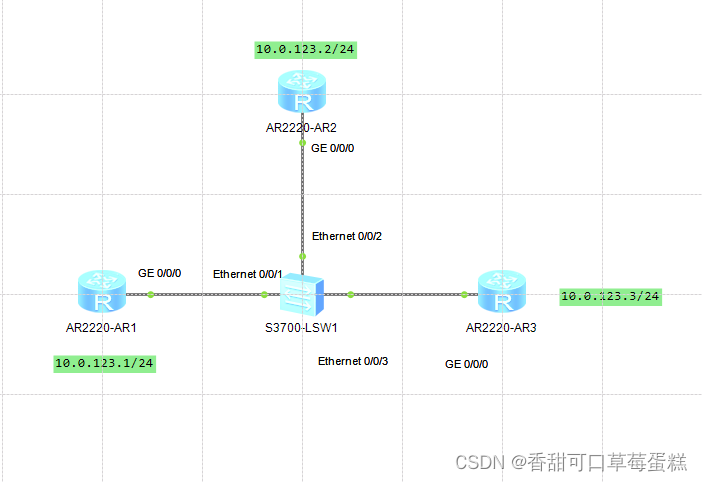 10.0.123.2/24
R
AR2220-AR2
GE 0/0/0
Ethernet 0/0/2
GE 0/0/0
Ethernet 0/0/1
R
AR2220-AR1
S3700-LSW1
R
AR2220-AR3
10.0.123.3/24
10.0.123.1/24
Ethernet 0/0/3
GE 0/0/0
CSDN @香甜可口草莓蛋糕